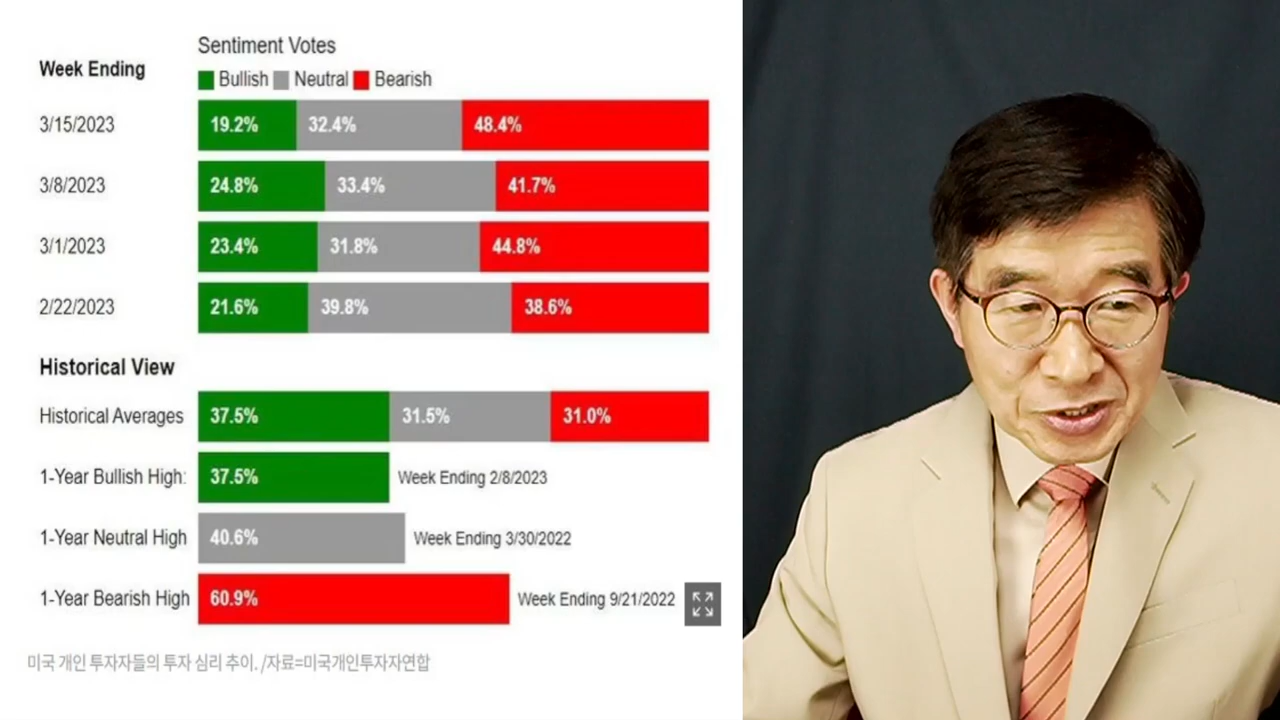 Sentiment Votes
Week Ending
Bullish Neutral Bearish
3/15/2023 19.2% 32.4% 48.4%
3/8/2023 24.8% 33.4% 41.7%
3/1/2023 23.4% 31.8% 44.8%
2/22/2023 21.6% 39.8% 38.6%
Historical View
Historical Averages 37.5% 31.5% 31.0%
1-Year Bullish High: 37.5% Week Ending 2/8/2023
1-Year Neutral High 40.6% Week Ending 3/30/2022
1-Year Bearish High 60.9% Week Ending 9/21/2022
미국 개인 투자자들의 투자 심리 추이. /자료=미국개인투자자연합